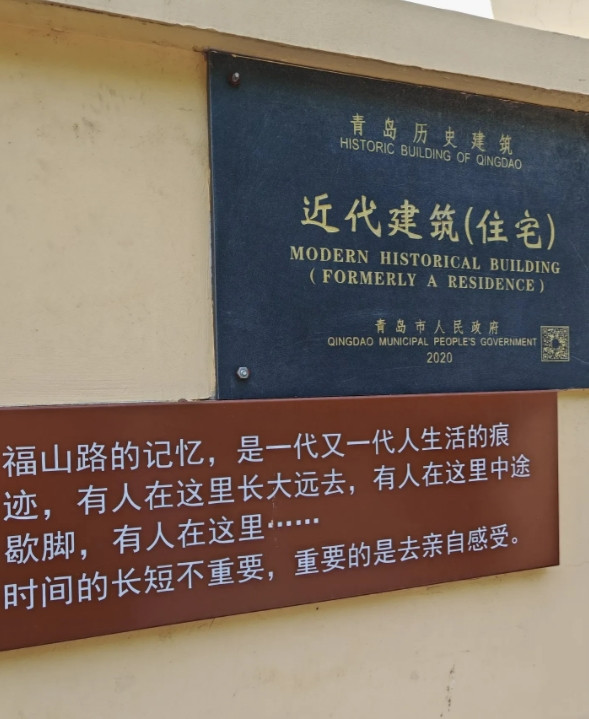 青岛历史建筑
HISTORIC BUILDING OF QINGDAO
近代建筑(住宅)
MODERN HISTORICAL BUILDING
(FORMERLY A RESIDENCE)
青岛市人民政府
QINGDAO MUNICIPAL PEOPLE'S GOVERNMENT
2020
福山路的记忆，是一代又一代人生活的痕
迹，有人在这里长大远去，有人在这里中途
歇脚，有人在这里……
时间的长短不重要，重要的是去亲自感受。